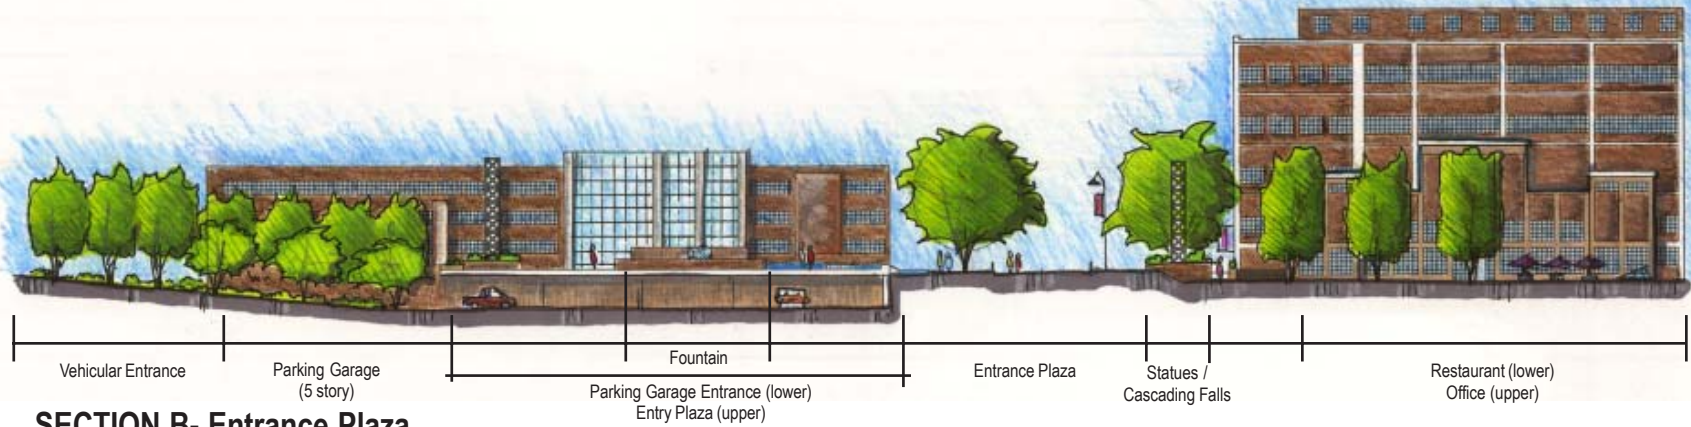 Vehicular Entrance
Parking Garage
(5 story)
Fountain
Parking Garage Entrance (lower)
Entry Plaza (upper)
Entrance Plaza
Statues /
Cascading Falls
Restaurant (lower)
Office (upper)
SECTION B- Entrance Plaza